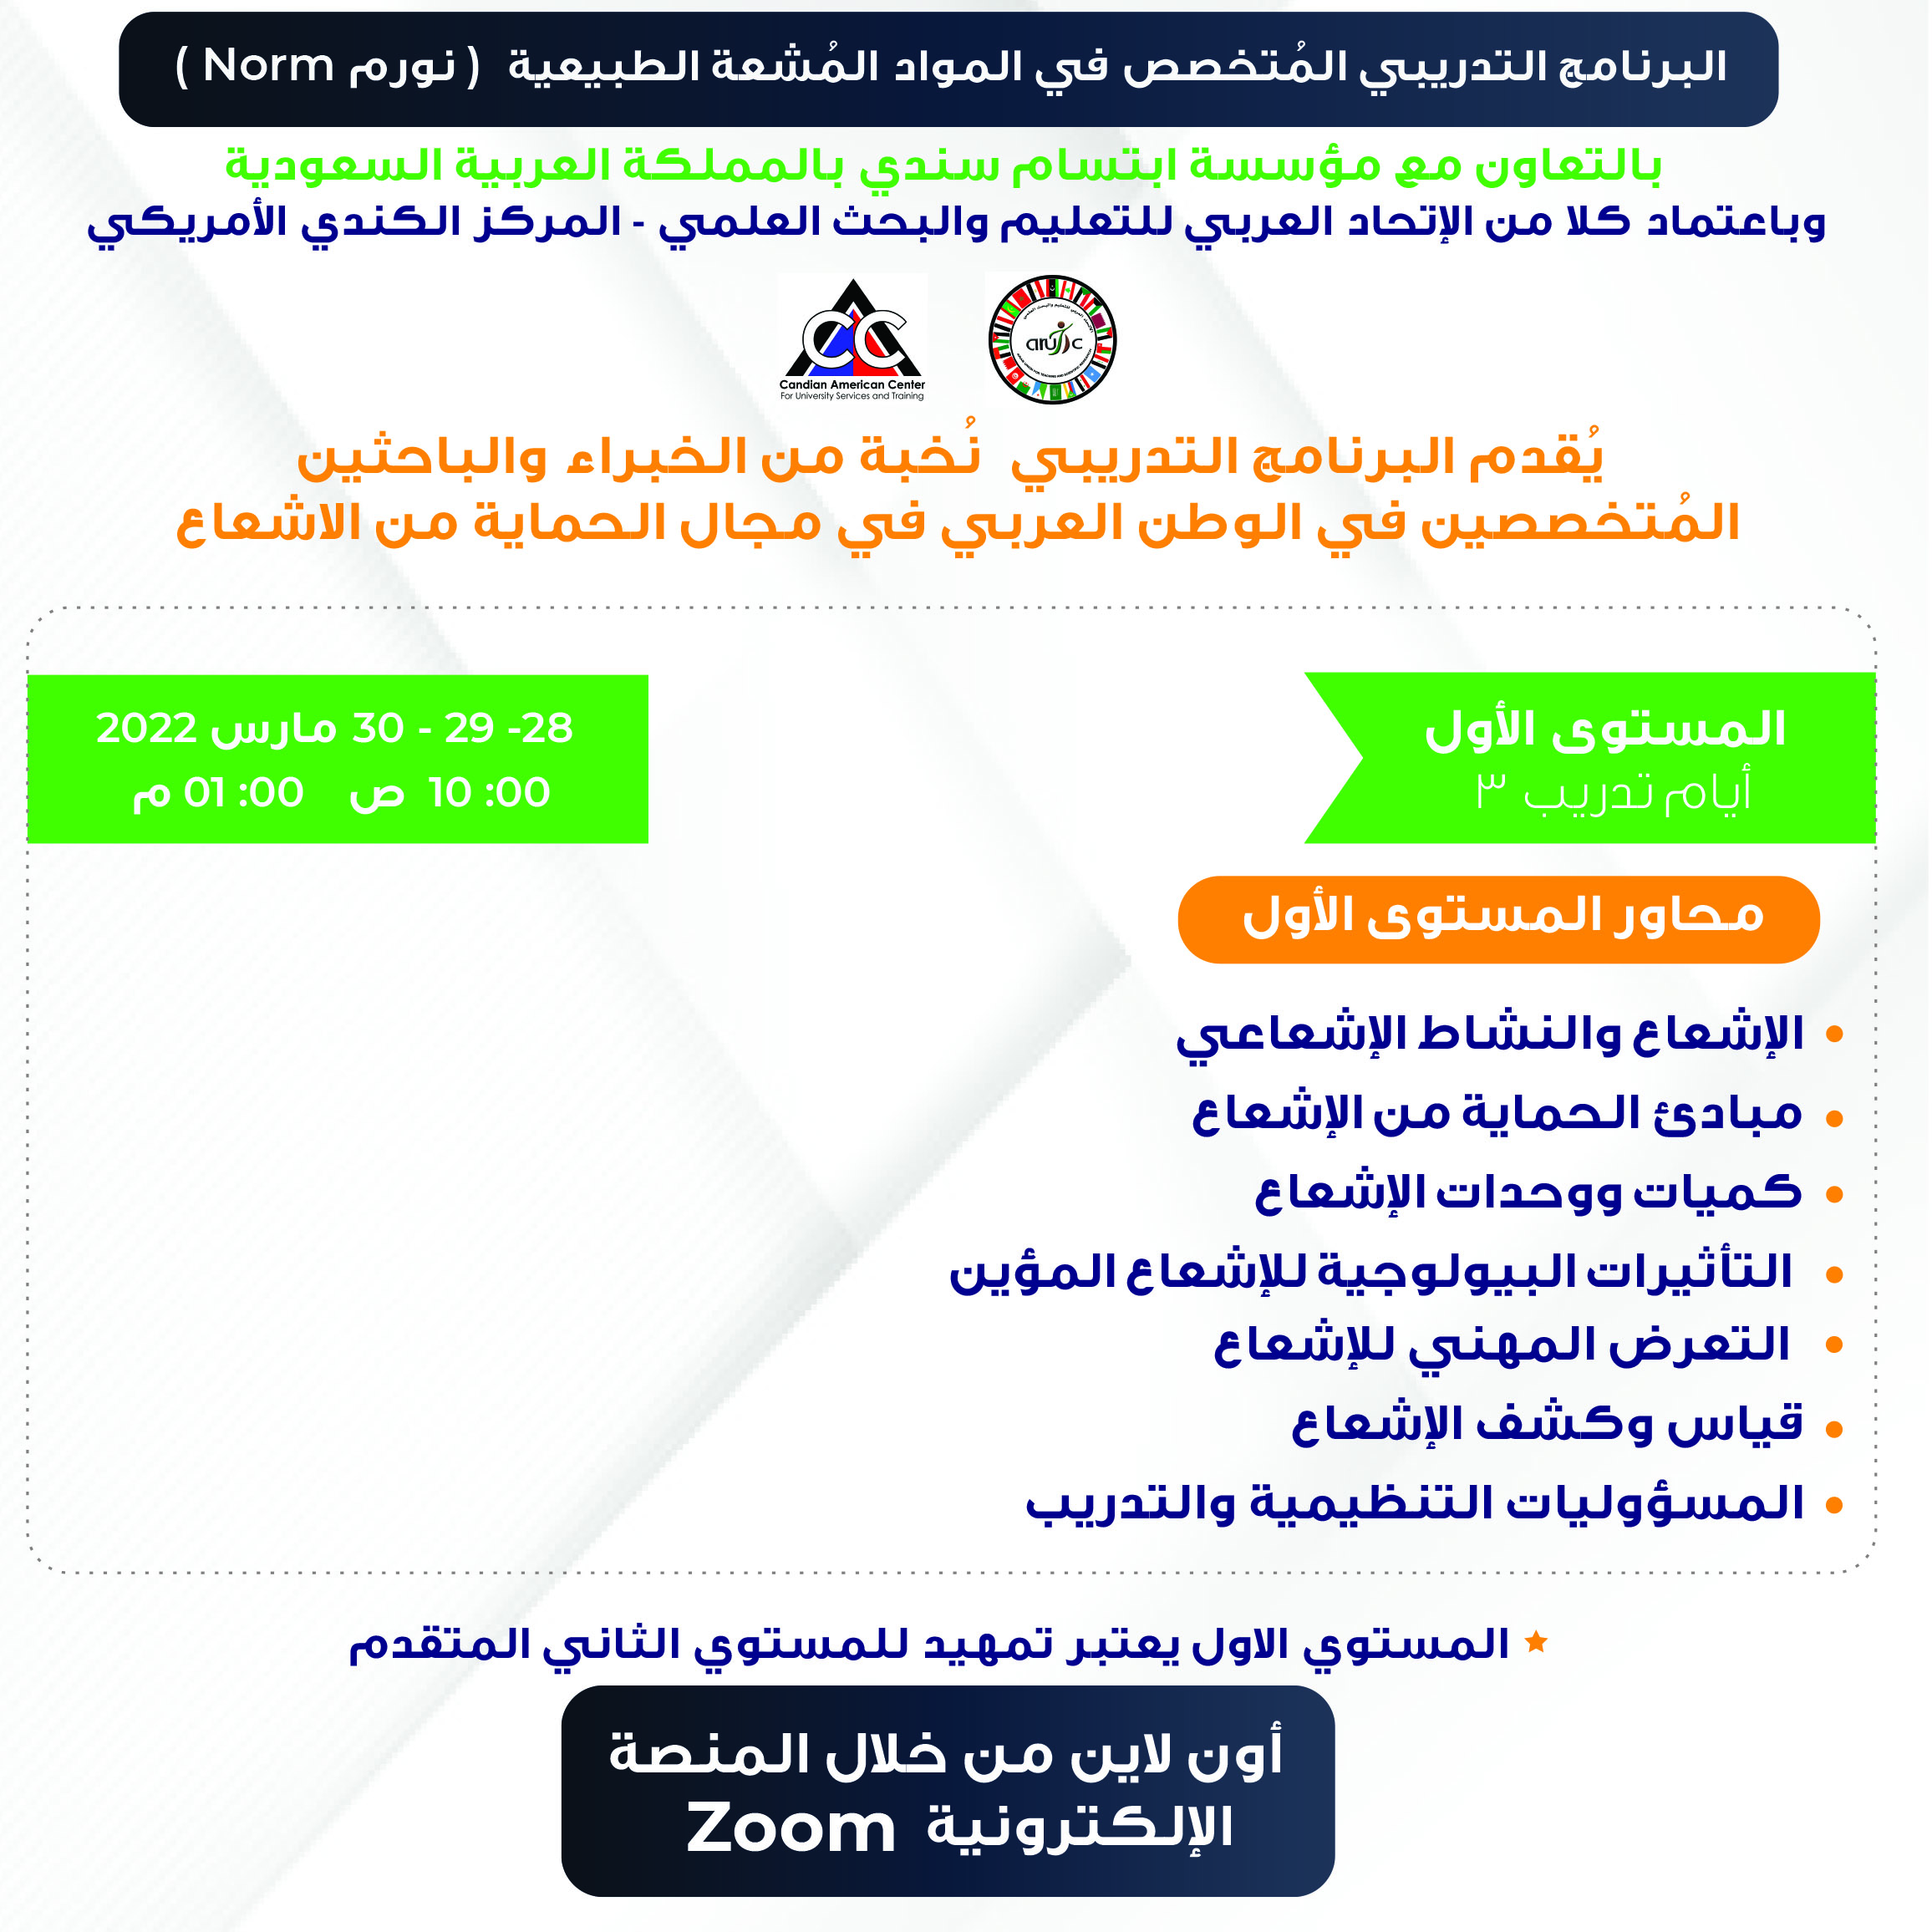 البرنامج التدريبي المُتخصص في المواد المُشعة الطبيعية ( نورم Norm )
بالتعاون مع مؤسسة ابتسام سندي بالمملكة العربية السعودية
وباعتماد كلا من الإتحاد العربي للتعليم والبحث العلمي - المركز الكندي الأمريكي
aru c
CC
Candian American Center
For University Services and Training
يُقدم البرنامج التدريبي نُخبة من الخبراء والباحثين
المُتخصصين في الوطن العربي في مجال الحماية من الاشعاع
المستوى الأول
أيام تدريب ٣
28- 29 - 30 مارس 2022
10 :00 ص 01 :00 م
محاور المستوى الأول
• الإشعاع والنشاط الإشعاعي
• مبادئ الحماية من الإشعاع
• كميات ووحدات الإشعاع
• التأثيرات البيولوجية للإشعاع المؤين
• التعرض المهني للإشعاع
• قياس وكشف الإشعاع
• المسؤوليات التنظيمية والتدريب
★ المستوي الاول يعتبر تمهيد للمستوي الثاني المتقدم
أون لاين من خلال المنصة
الإلكترونية Zoom